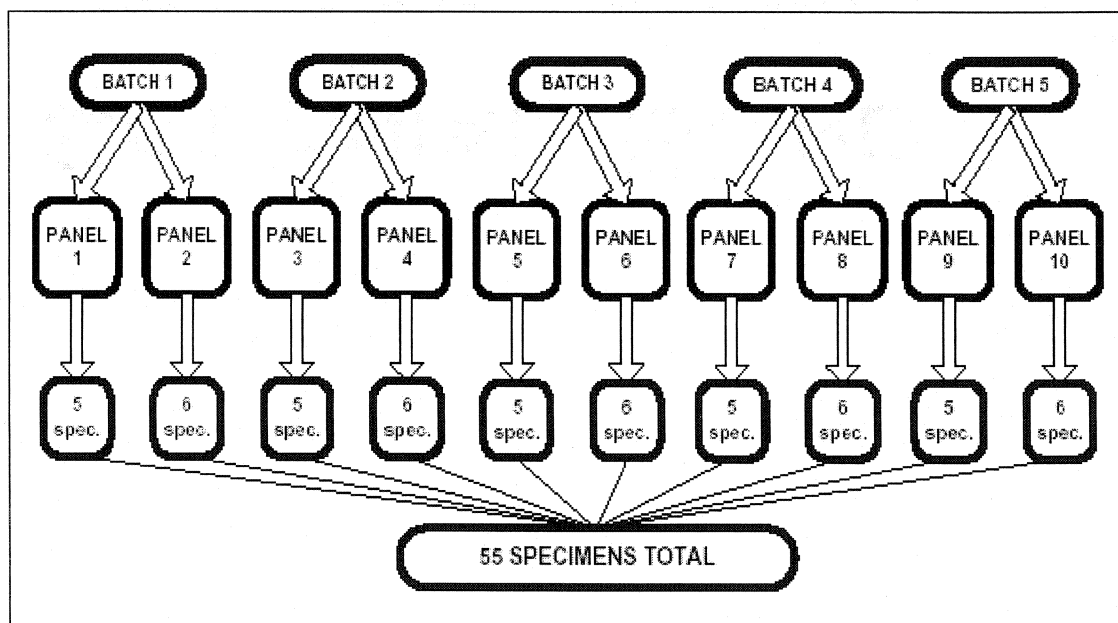 BATCH 1
BATCH 2
BATCH 3
BATCH 4
BATCH 5
PANEL
1
PANEL
2
PANEL
3
PANEL
4
PANEL
5
PANEL
6
PANEL
7
PANEL
8
PANEL
9
PANEL
10
5
spec.
6
spec.
5
spec.
6
spec.
5
spec.
6
spec.
5
spec.
6
spec.
5
spec.
6
spec.
55 SPECIMENS TOTAL